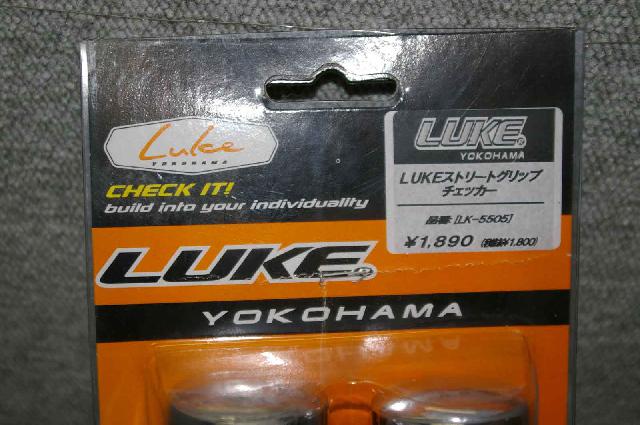 Luke
YOKOHAMA
CHECK IT!
build into your individuality
LUKE
YOKOHAMA
LUKE®
YOKOHAMA
LUKEストリートグリップ
チェッカー
品番:[LK-5505]
¥1,890 (税抜¥1,800)